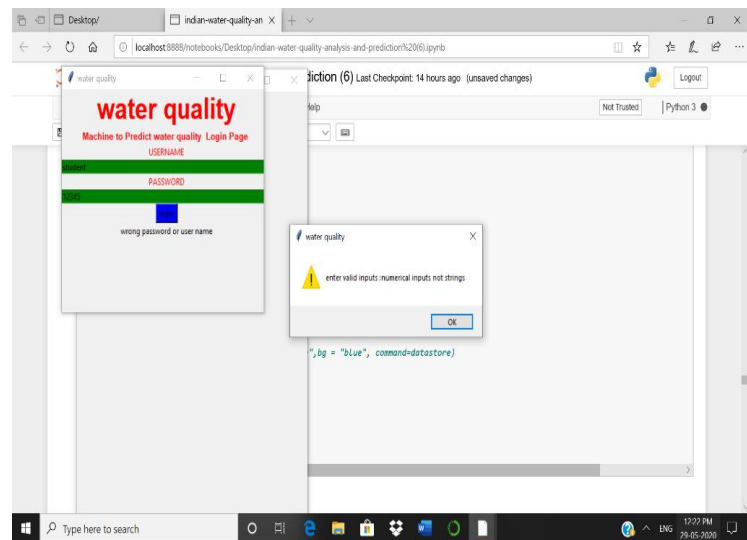 Desktop/
indian-water-quality-an
localhost:8888/notebooks/Desktop/indian-water-quality-analysis-and-prediction%20(6).ipynb
diction (6) Last Checkpoint: 14 hours ago (unsaved changes)
Logout
Help
Not Trusted
Python 3
water quality
water quality
Machine to Predict water quality Login Page
USERNAME
student
PASSWORD
12345
wrong password or user name
water quality
enter valid inputs :numerical inputs not strings
OK
",bg = "blue", command=datastore)
Type here to search
ENG
12:22 PM
29-05-2020